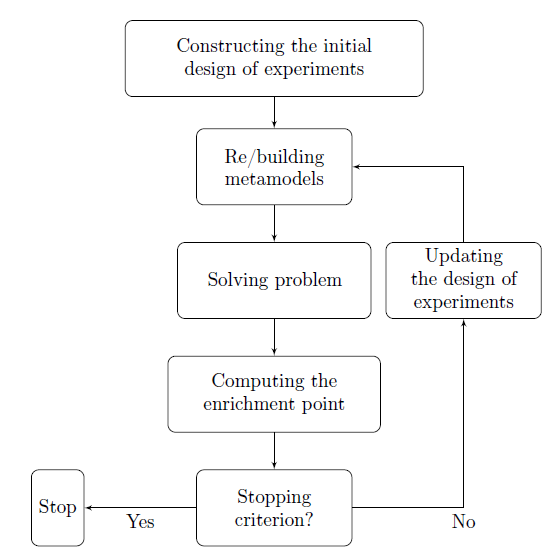 Constructing the initial
design of experiments
Re/building
metamodels
Solving problem
Updating
the design of
experiments
Computing the
enrichment point
Stopping
criterion?
Stop
Yes
No